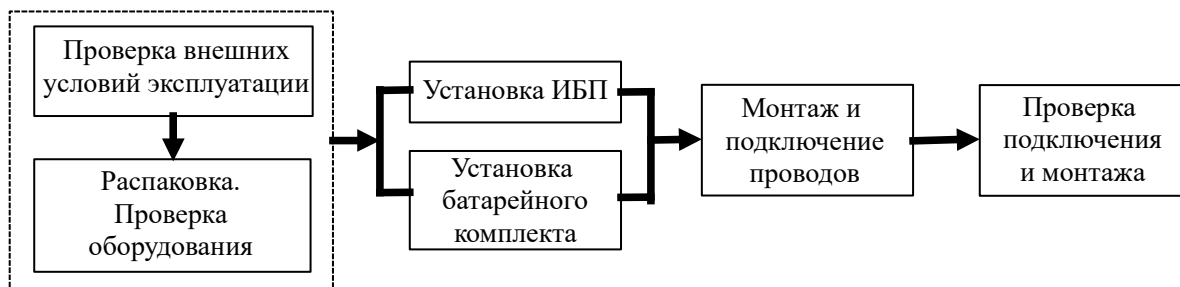 Проверка внешних
условий эксплуатации
Распаковка.
Проверка
оборудования
Установка ИБП
Установка
батарейного
комплекта
Монтаж и
подключение
проводов
Проверка
подключения
и монтажа